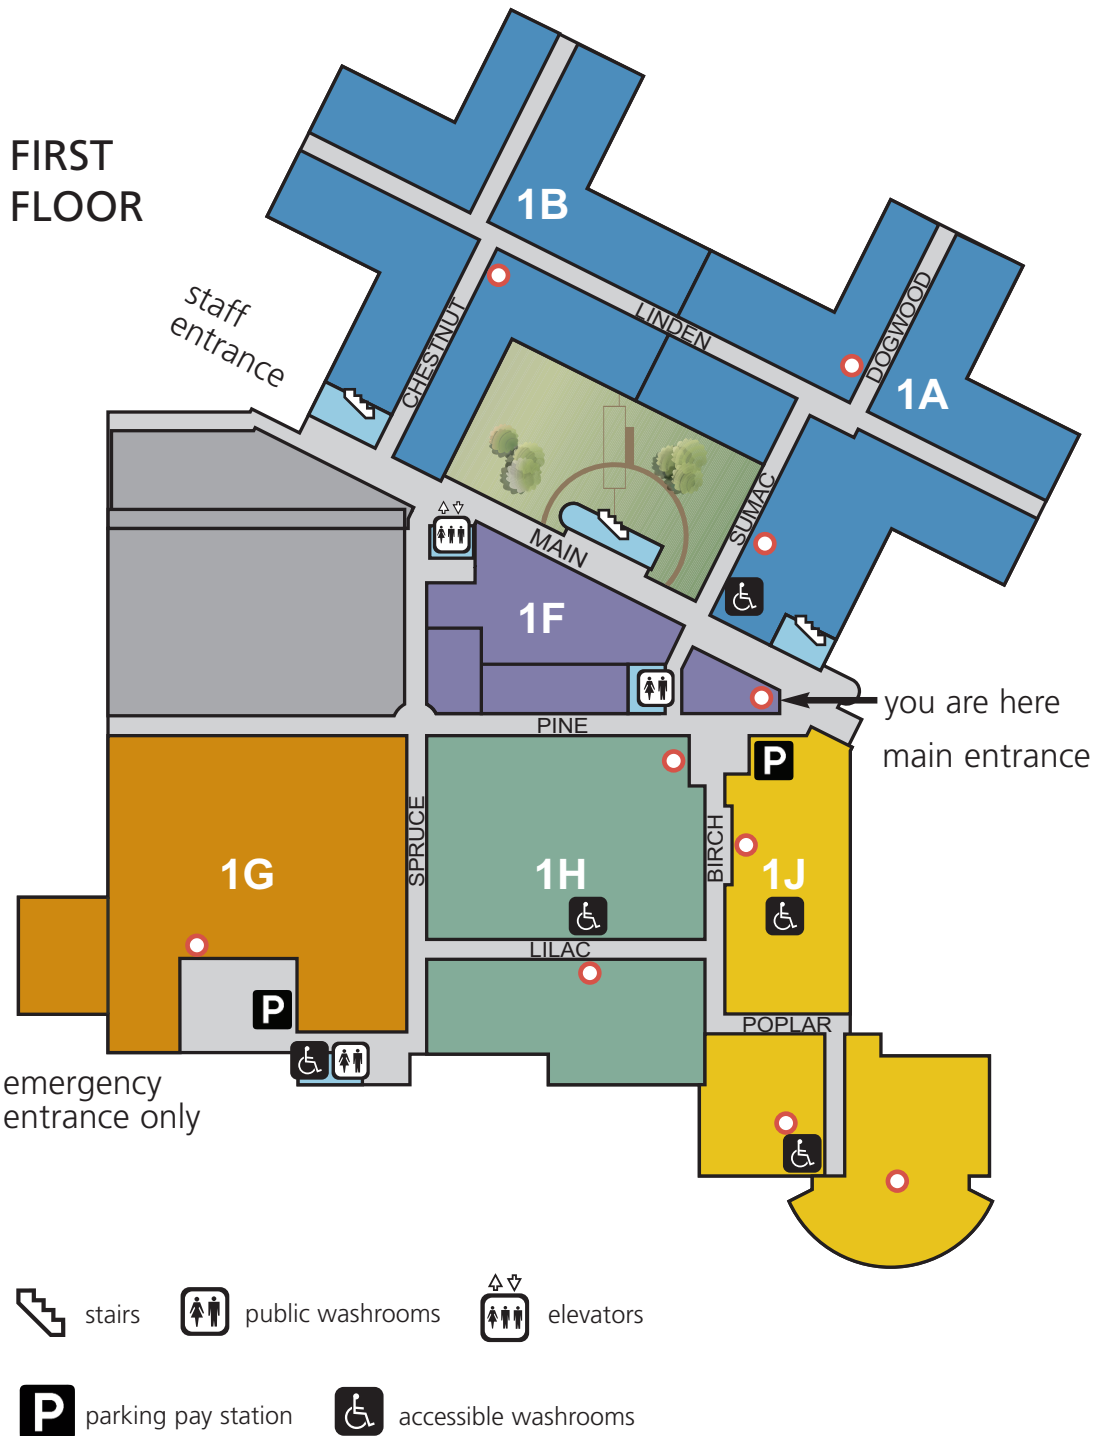 FIRST
FLOOR
1B
staff
entrance
CHESTNUT
LINDEN
DOGWOOD
1A
SUMAC
MAIN
1F
you are here
PINE
main entrance
P
SPRUCE
BIRCH
1G
1H
1J
LILAC
P
POPLAR
emergency
entrance only
stairs
public washrooms
elevators
P parking pay station
accessible washrooms